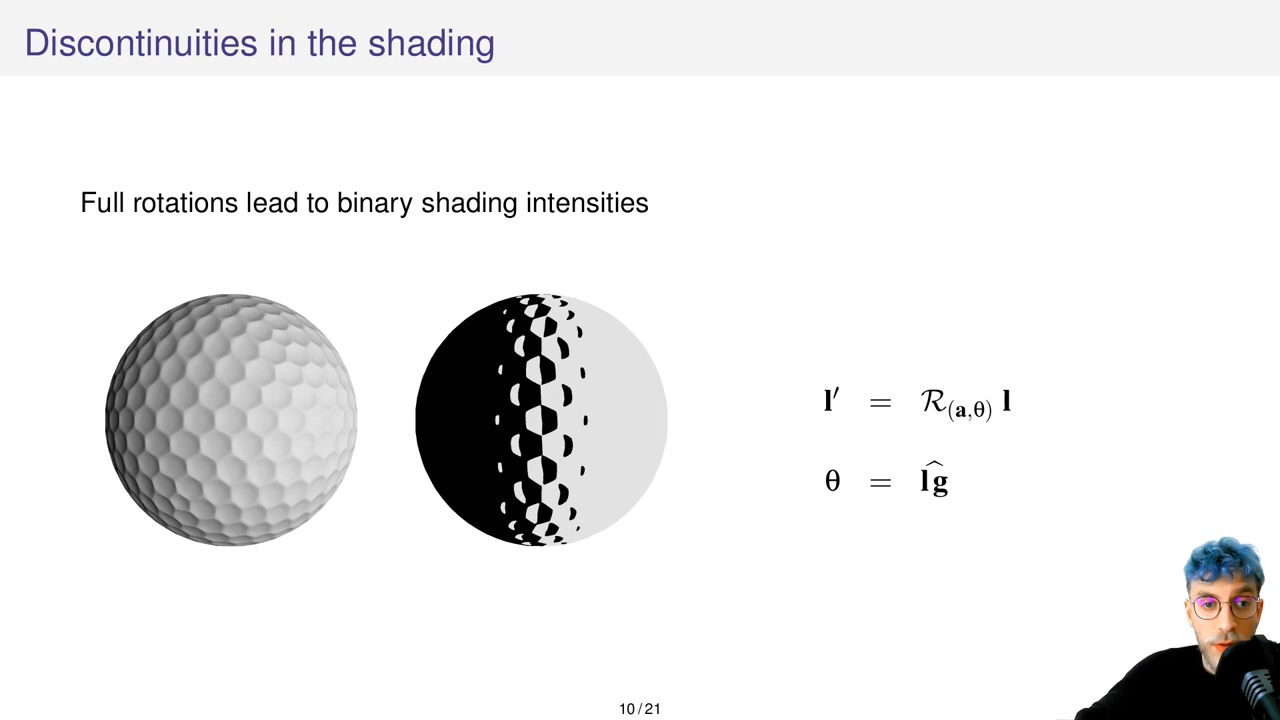 Discontinuities in the shading
Full rotations lead to binary shading intensities
l′ = R(a,θ) l
θ = l͡g
10 / 21